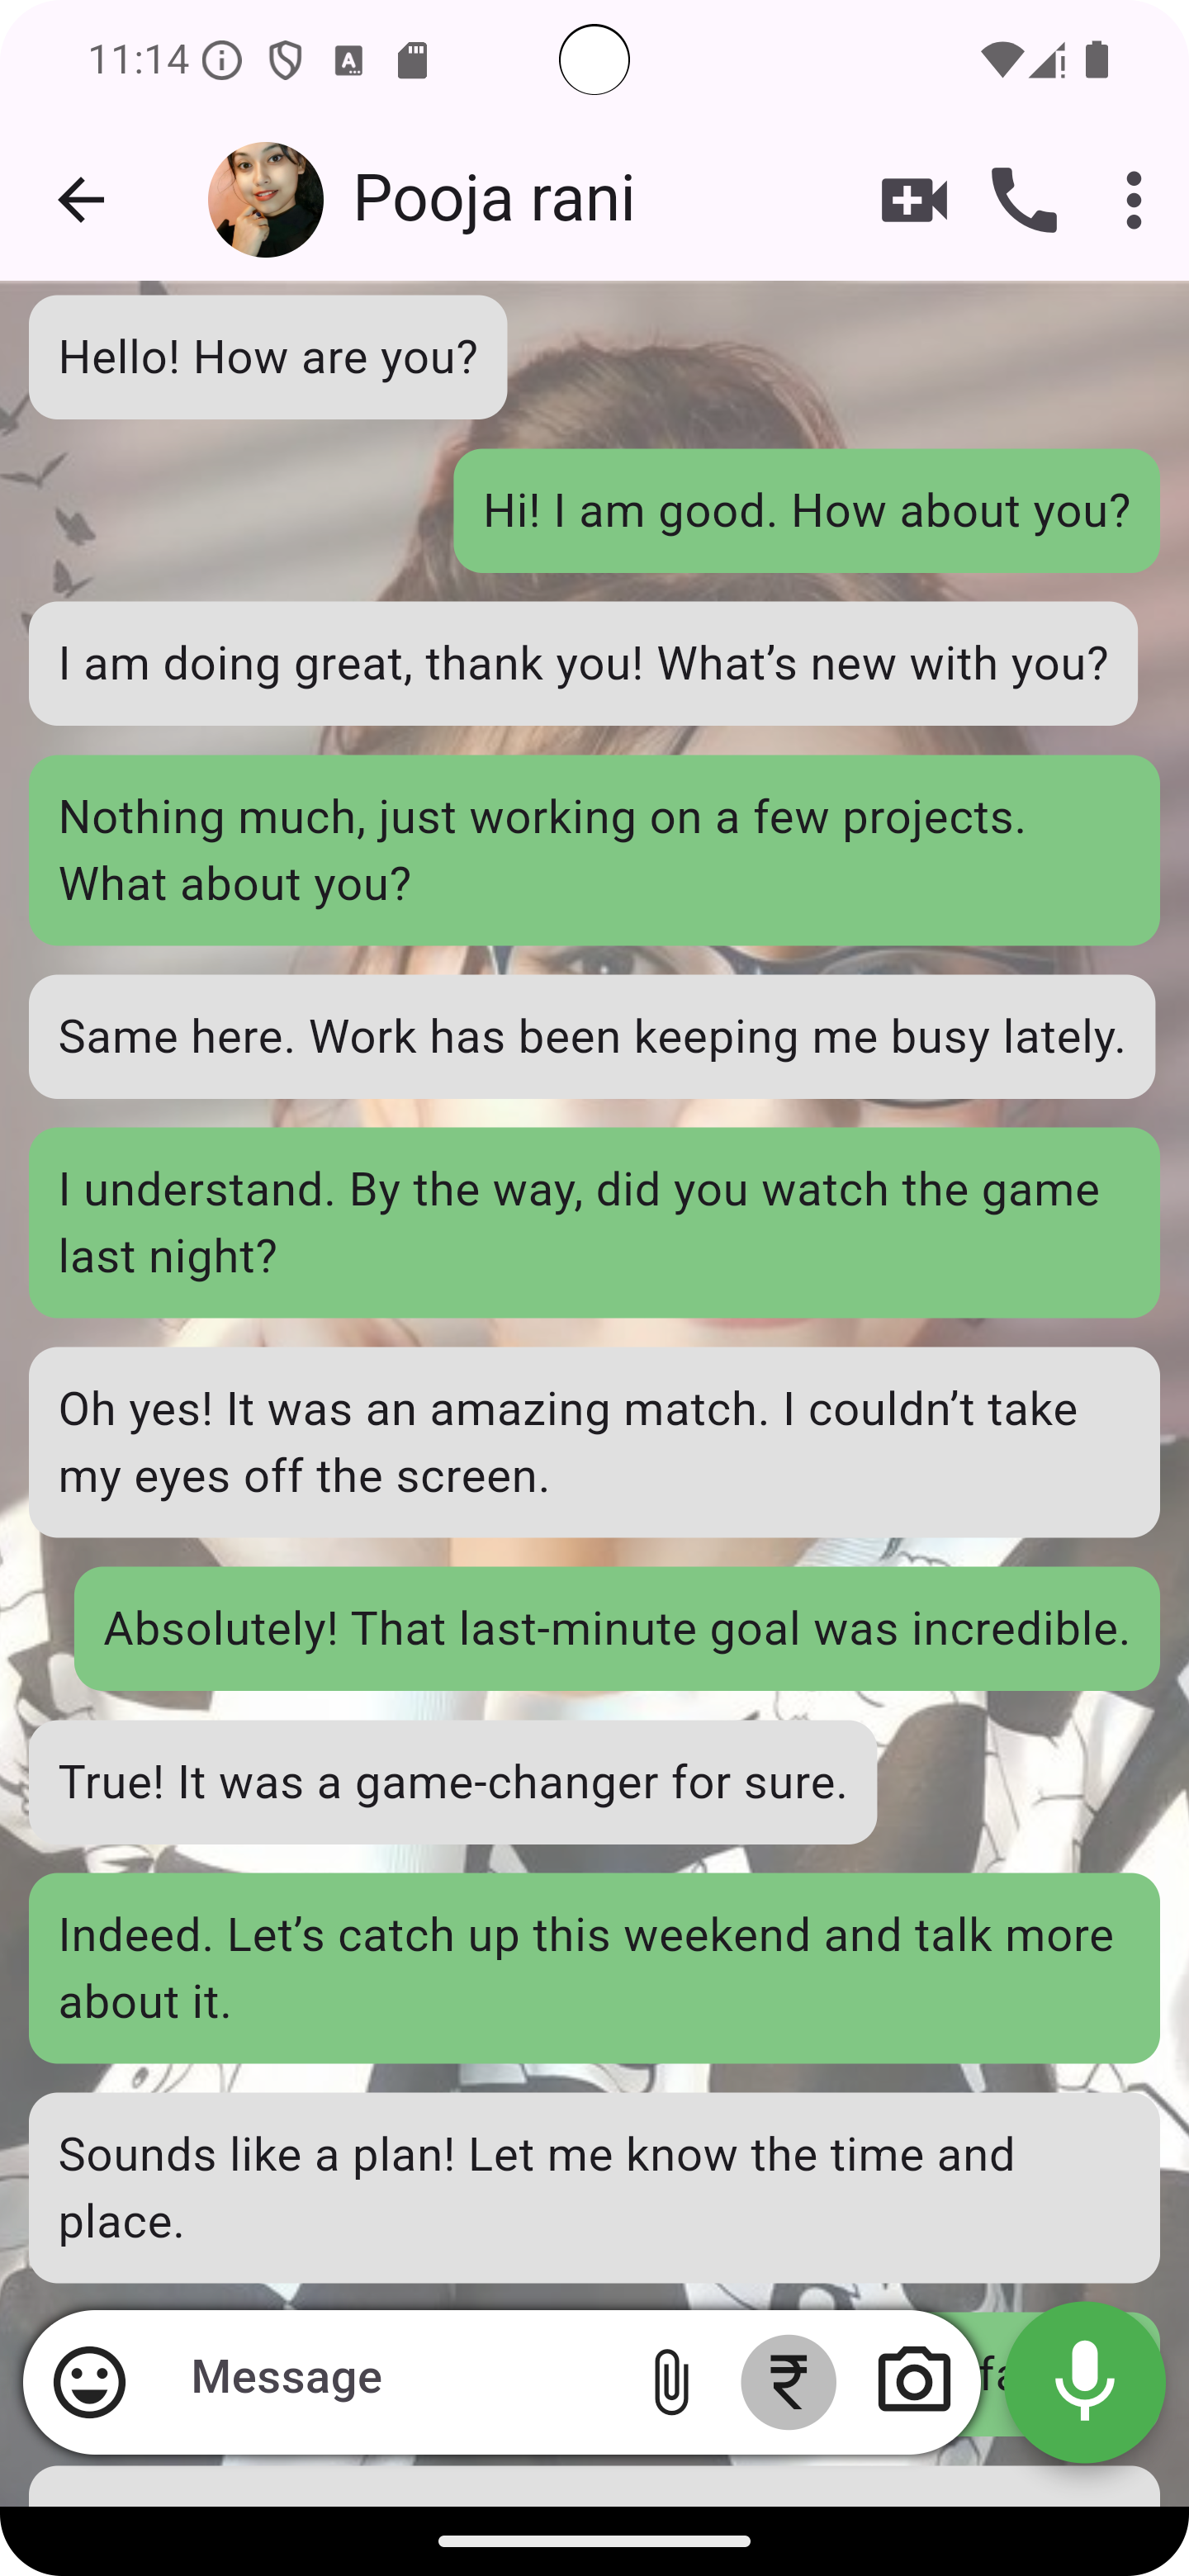 11:14
Pooja rani
Hello! How are you?
Hi! I am good. How about you?
I am doing great, thank you! What’s new with you?
Nothing much, just working on a few projects.
What about you?
Same here. Work has been keeping me busy lately.
I understand. By the way, did you watch the game
last night?
Oh yes! It was an amazing match. I couldn’t take
my eyes off the screen.
Absolutely! That last-minute goal was incredible.
True! It was a game-changer for sure.
Indeed. Let’s catch up this weekend and talk more
about it.
Sounds like a plan! Let me know the time and
place.
Message ₹